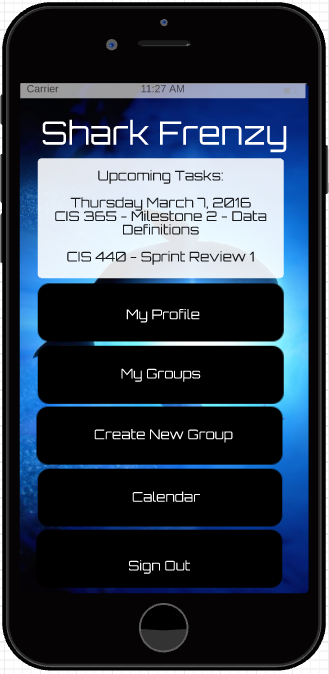 Carrier 11:27 AM
Shark Frenzy
Upcoming Tasks:
Thursday March 7, 2016
CIS 365 - Milestone 2 - Data
Definitions
CIS 440 - Sprint Review 1
My Profile
My Groups
Create New Group
Calendar
Sign Out